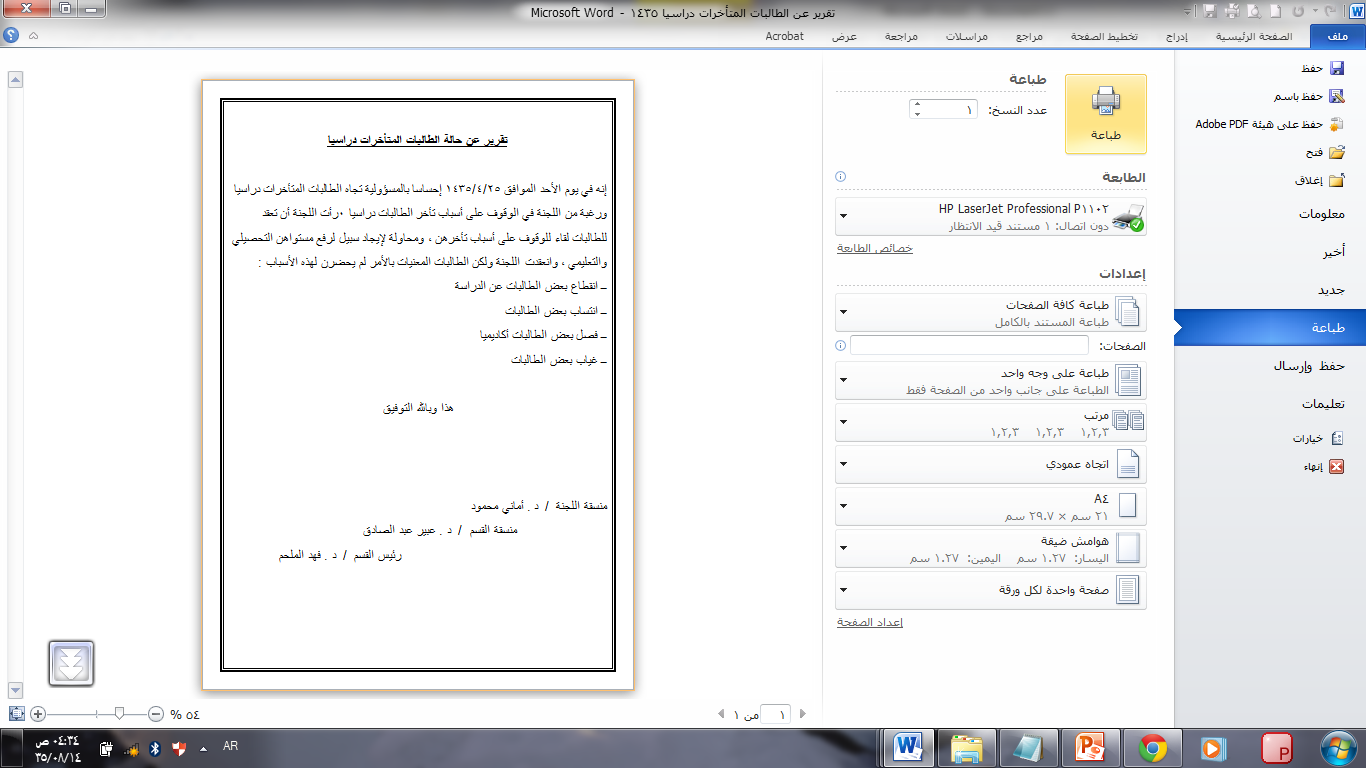 تقرير عن الطالبات المتأخرات دراسيا ١٤٣٥ - Microsoft Word
ملف
الصفحة الرئيسية
إدراج
تخطيط الصفحة
مراجع
مراسلات
مراجعة
عرض
Acrobat
حفظ
حفظ باسم
حفظ على هيئة Adobe PDF
فتح
إغلاق
معلومات
أخير
جديد
طباعة
حفظ وإرسال
تعليمات
خيارات
إنهاء
طباعة
طباعة
عدد النسخ: ١
الطابعة
HP LaserJet Professional P١١٠٢
دون اتصال: ١ مستند قيد الانتظار
خصائص الطابعة
إعدادات
طباعة كافة الصفحات
طباعة المستند بالكامل
الصفحات:
طباعة على وجه واحد
الطباعة على جانب واحد من الصفحة فقط
مرتب
١,٢,٣ ١,٢,٣ ١,٢,٣
اتجاه عمودي
A٤
٢١ سم × ٢٩.٧ سم
هوامش ضيقة
اليسار: ١.٢٧ سم اليمين: ١.٢٧ سم
صفحة واحدة لكل ورقة
إعداد الصفحة
تقرير عن حالة الطالبات المتأخرات دراسيا
إنه في يوم الأحد الموافق ١٤٣٥/٤/٢٥ إحساسا بالمسؤولية تجاه الطالبات المتأخرات دراسيا
ورغبة من اللجنة في الوقوف على أسباب تأخر الطالبات دراسيا ٠رأت اللجنة أن تعقد
للطالبات لقاء للوقوف على أسباب تأخرهن ، ومحاولة لإيجاد سبيل لرفع مستواهن التحصيلي
والتعليمي ، وانعقدت اللجنة ولكن الطالبات المعنيات بالأمر لم يحضرن لهذه الأسباب :
ــ انقطاع بعض الطالبات عن الدراسة
ــ انتساب بعض الطالبات
ــ فصل بعض الطالبات أكاديميا
ــ غياب بعض الطالبات
هذا وبالله التوفيق
منسقة اللجنة / د . أماني محمود
منسقة القسم / د . عبير عبد الصادق
رئيس القسم / د . فهد الملحم
١ من ١
٥٤ %
AR
٠٤:٣٤ ص
٣٥/٠٨/١٤